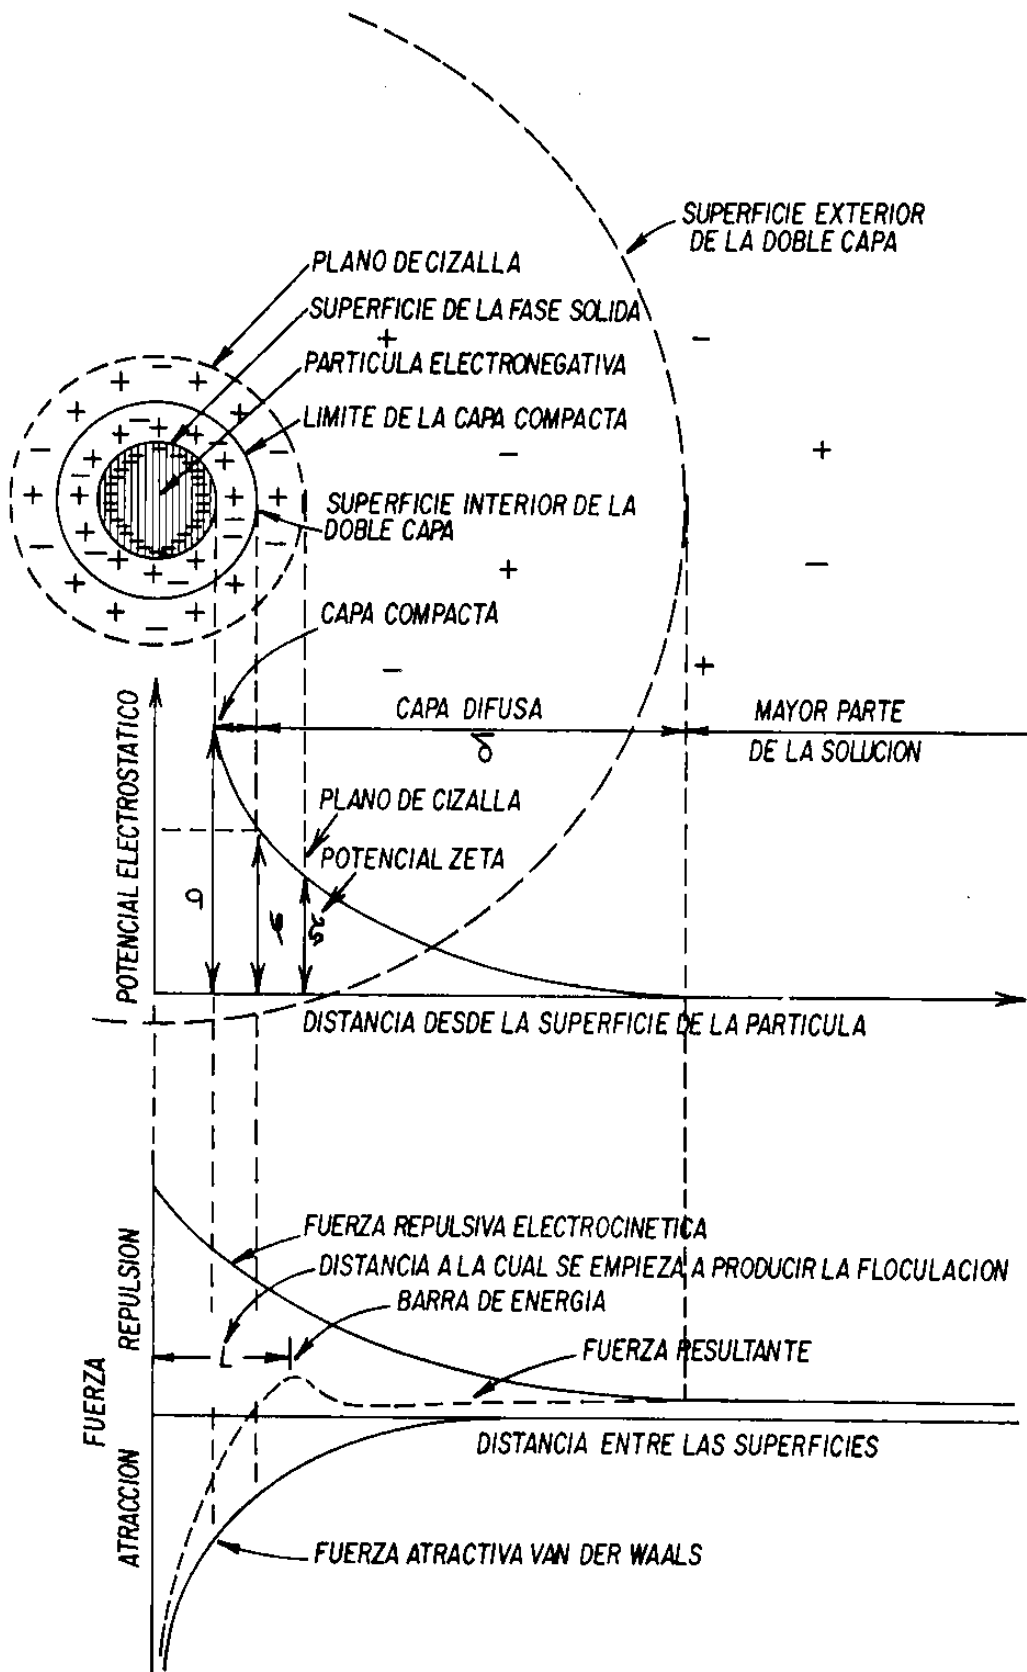 SUPERFICIE EXTERIOR
DE LA DOBLE CAPA
PLANO DE CIZALLA
SUPERFICIE DE LA FASE SOLIDA
PARTICULA ELECTRONEGATIVA
LIMITE DE LA CAPA COMPACTA
SUPERFICIE INTERIOR DE LA
DOBLE CAPA
CAPA COMPACTA
CAPA DIFUSA
δ
MAYOR PARTE
DE LA SOLUCION
POTENCIAL ELECTROSTATICO
PLANO DE CIZALLA
POTENCIAL ZETA
σ
ψ
DISTANCIA DESDE LA SUPERFICIE DE LA PARTICULA
FUERZA REPULSIVA ELECTROCINETICA
DISTANCIA A LA CUAL SE EMPIEZA A PRODUCIR LA FLOCULACION
BARRA DE ENERGIA
L
FUERZA RESULTANTE
FUERZA
REPULSION
ATRACCION
DISTANCIA ENTRE LAS SUPERFICIES
FUERZA ATRACTIVA VAN DER WAALS